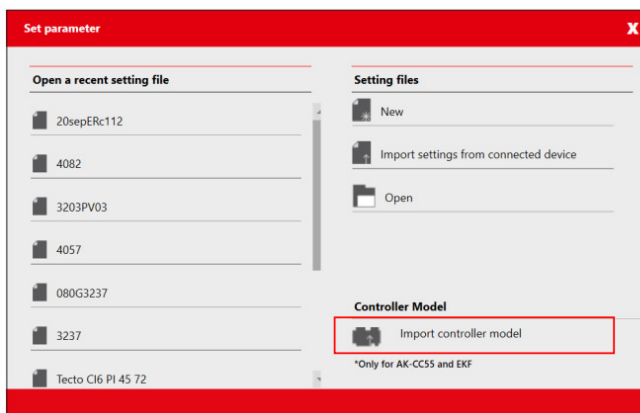 Set parameter
X
Open a recent setting file
20sepERc112
4082
3203PV03
4057
080G3237
3237
Tecto CI6 PI 45 72
Setting files
New
Import settings from connected device
Open
Controller Model
Import controller model
*Only for AK-CC55 and EKF